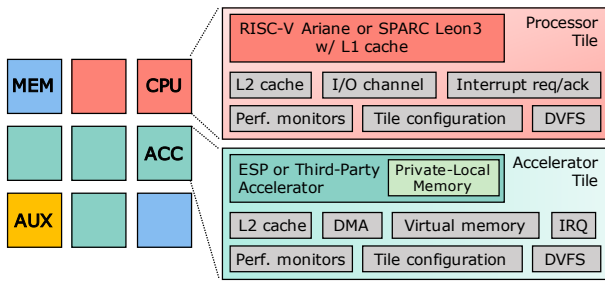 MEM
CPU
ACC
AUX
RISC-V Ariane or SPARC Leon3
w/ L1 cache
Processor
Tile
L2 cache
I/O channel
Interrupt req/ack
Perf. monitors
Tile configuration
DVFS
ESP or Third-Party
Accelerator
Private-Local
Memory
Accelerator
Tile
L2 cache
DMA
Virtual memory
IRQ
Perf. monitors
Tile configuration
DVFS